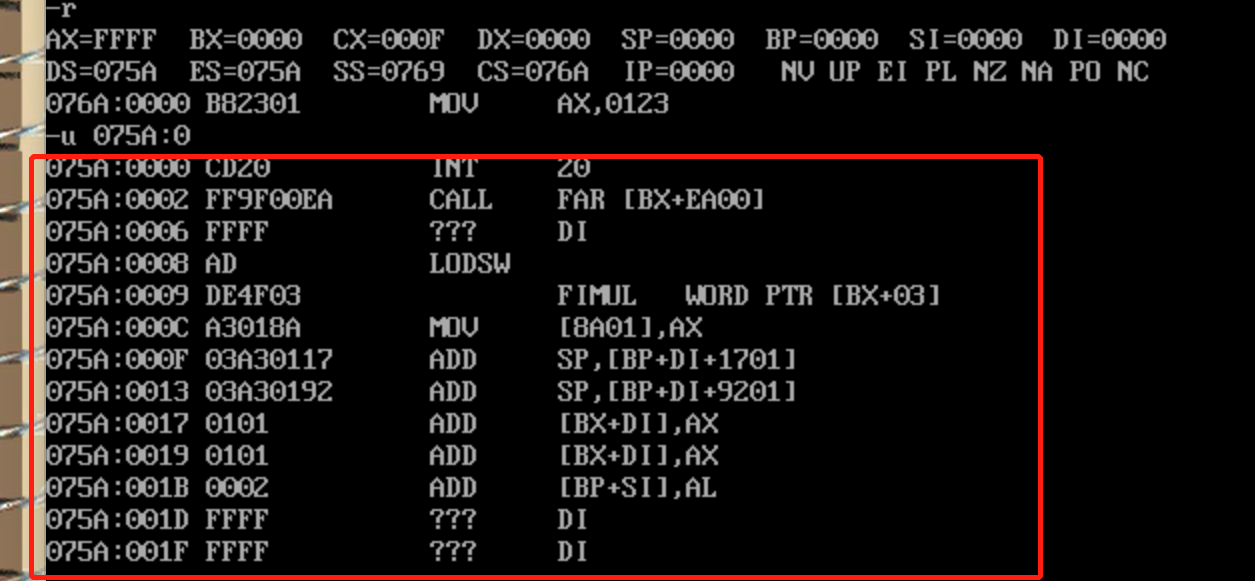 -r
AX=FFFF BX=0000 CX=000F DX=0000 SP=0000 BP=0000 SI=0000 DI=0000
DS=075A ES=075A SS=0769 CS=076A IP=0000 NV UP EI PL NZ NA PO NC
076A:0000 B82301 MOV AX,0123
-u 075A:0
075A:0000 CD20 INT 20
075A:0002 FF9F00EA CALL FAR [BX+EA00]
075A:0006 FFFF ??? DI
075A:0008 AD LODSW
075A:0009 DE4F03 FIMUL WORD PTR [BX+03]
075A:000C A3018A MOV [8A01],AX
075A:000F 03A30117 ADD SP,[BP+DI+1701]
075A:0013 03A30192 ADD SP,[BP+DI+9201]
075A:0017 0101 ADD [BX+DI],AX
075A:0019 0101 ADD [BX+DI],AX
075A:001B 0002 ADD [BP+SI],AL
075A:001D FFFF ??? DI
075A:001F FFFF ??? DI